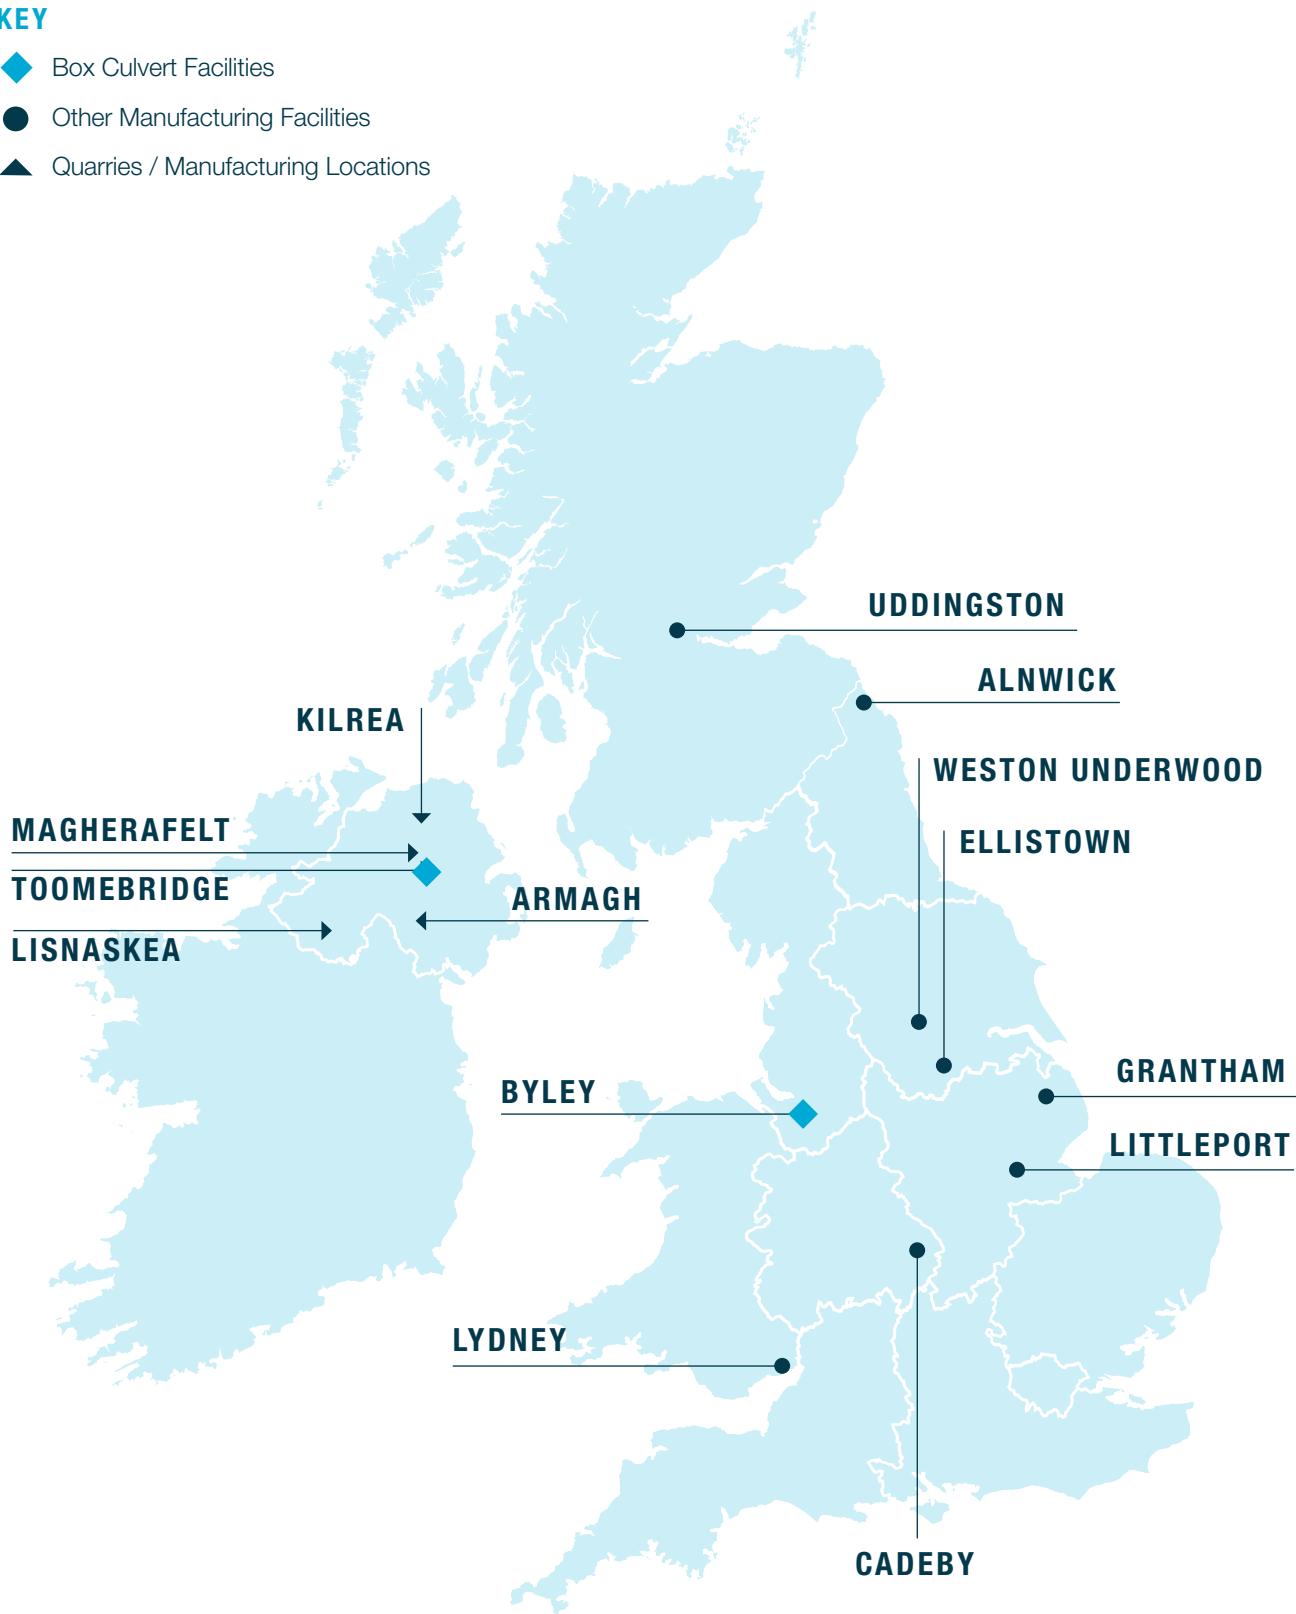 KEY
Box Culvert Facilities
Other Manufacturing Facilities
Quarries / Manufacturing Locations
UDDINGSTON
ALNWICK
KILREA
WESTON UNDERWOOD
MAGHERAFELT
ELLISTOWN
TOOMEBRIDGE
ARMAGH
LISNASKEA
GRANTHAM
BYLEY
LITTLEPORT
LYDNEY
CADEBY